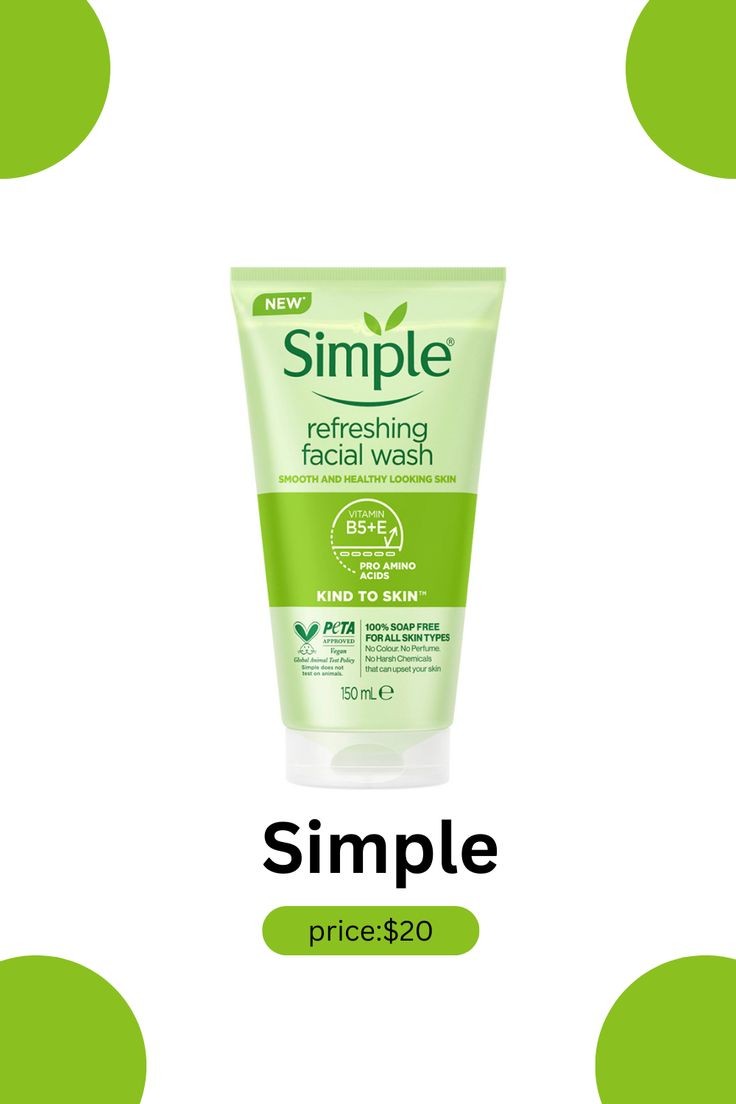 NEW*
Simple®
refreshing
facial wash
SMOOTH AND HEALTHY LOOKING SKIN
VITAMIN
B5+E
PRO AMINO
ACIDS
KIND TO SKIN™
PETA
APPROVED
Vegan
Global Animal Test Policy
Simple does not
test on animals.
100% SOAP FREE
FOR ALL SKIN TYPES
No Colour. No Perfume.
No Harsh Chemicals
that can upset your skin
150 mL ℮
Simple
price:$20